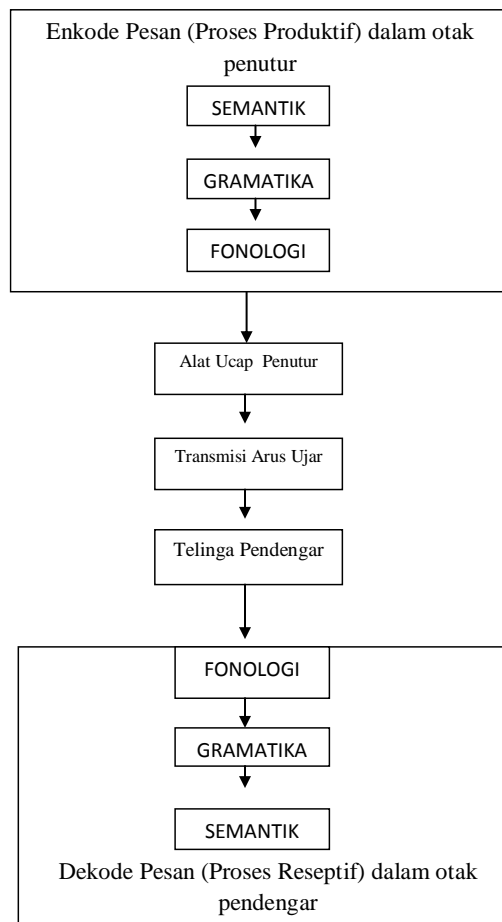 Enkode Pesan (Proses Produktif) dalam otak
penutur
SEMANTIK
GRAMATIKA
FONOLOGI
Alat Ucap Penutur
Transmisi Arus Ujar
Telinga Pendengar
FONOLOGI
GRAMATIKA
SEMANTIK
Dekode Pesan (Proses Reseptif) dalam otak
pendengar